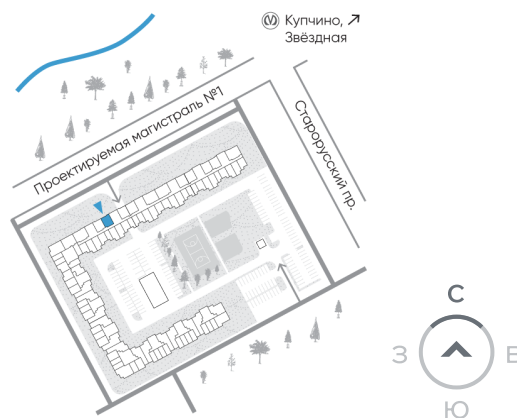 Купчино, ↗
Звёздная
Проектируемая магистраль №1
Старорусский пр.
С
З
В
Ю